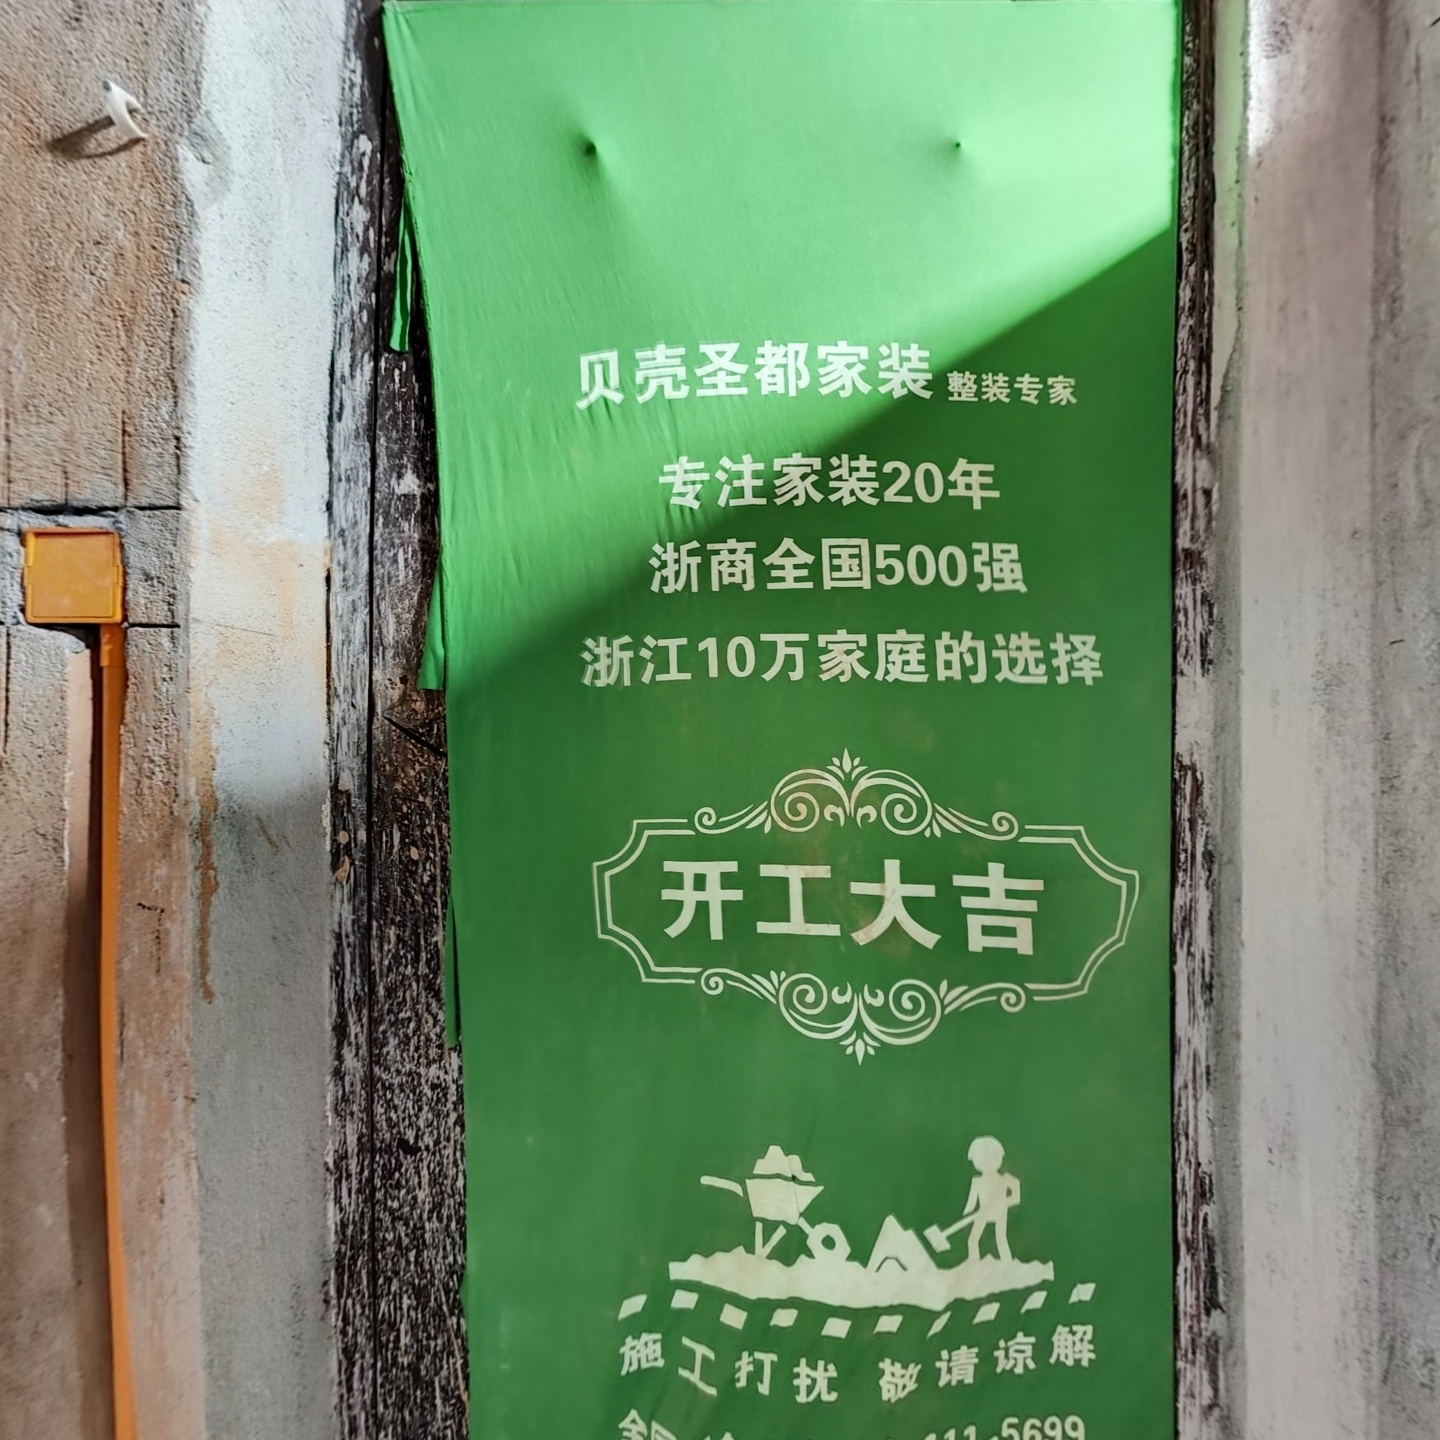 贝壳圣都家装 整装专家
专注家装20年
浙商全国500强
浙江10万家庭的选择
开工大吉
施工打扰 敬请谅解
111-5699